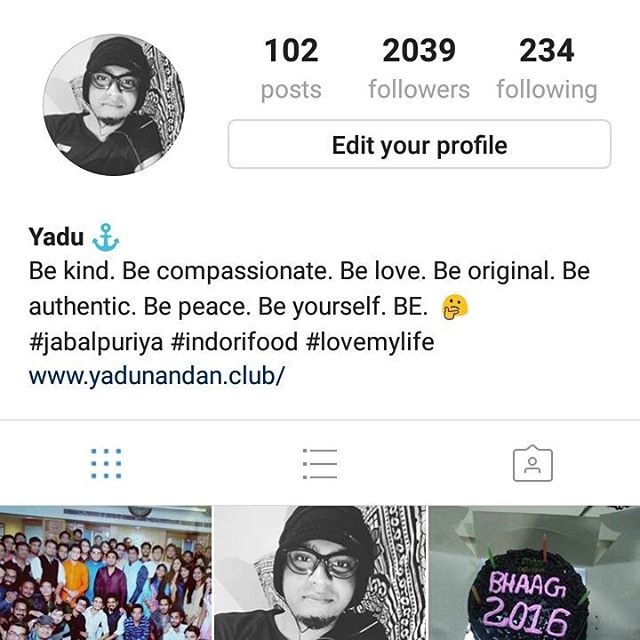 102 2039 234
posts followers following
Edit your profile
Yadu ⚓
Be kind. Be compassionate. Be love. Be original. Be
authentic. Be peace. Be yourself. BE. 🤔
#jabalpuriya #indorifood #lovemylife
www.yadunandan.club/
BHAAG
2016